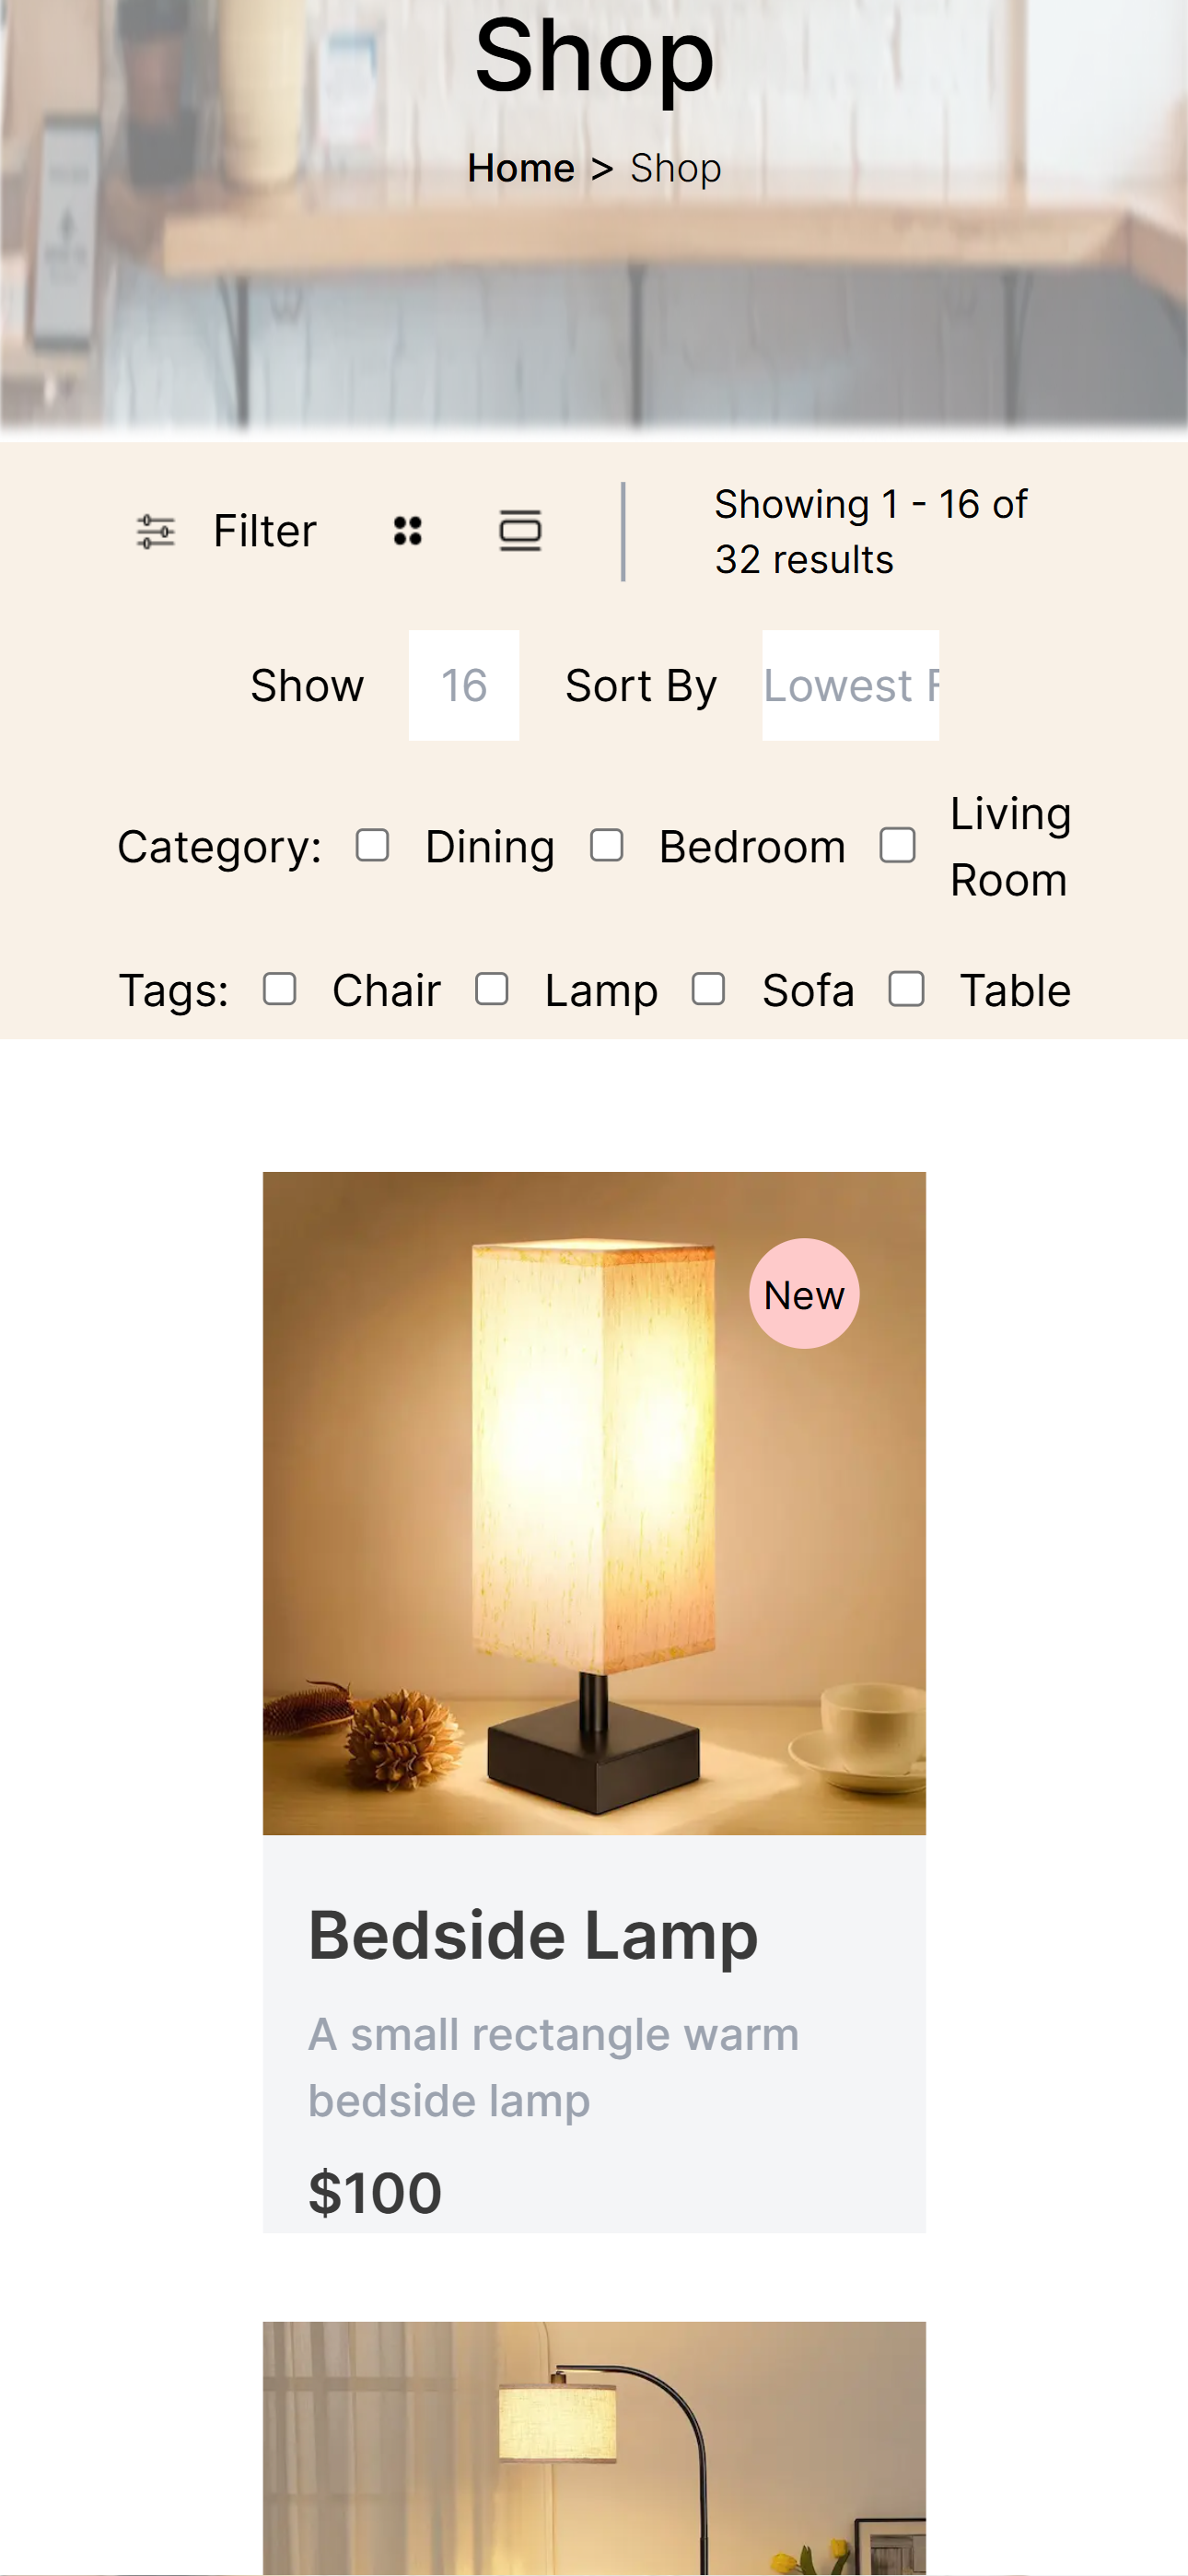 Shop
Home > Shop
Filter
Showing 1 - 16 of
32 results
Show 16 Sort By Lowest
Category: Dining Bedroom Living Room
Tags: Chair Lamp Sofa Table
New
Bedside Lamp
A small rectangle warm
bedside lamp
$100